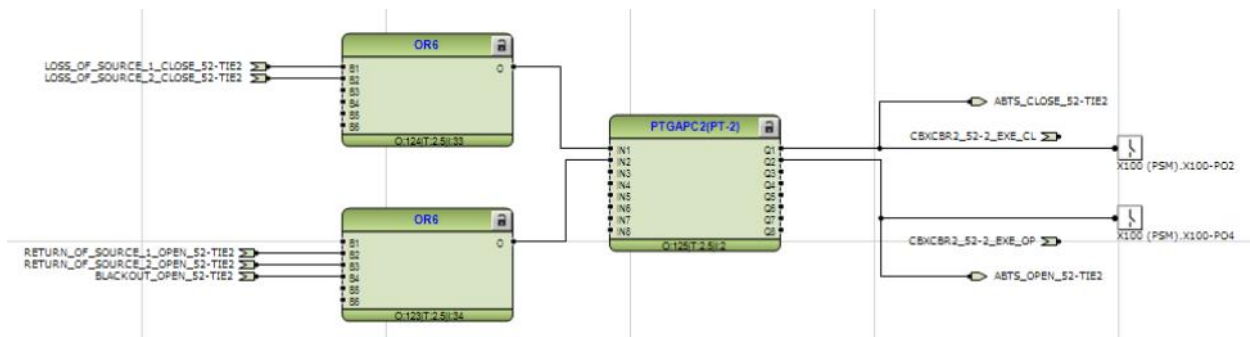 OR6
LOSS_OF_SOURCE_1_CLOSE_52-TIE2
LOSS_OF_SOURCE_2_CLOSE_52-TIE2
B1
B2
B3
B4
B5
B6
O
O:124|T:2.5|I:33
OR6
RETURN_OF_SOURCE_1_OPEN_52-TIE2
RETURN_OF_SOURCE_2_OPEN_52-TIE2
BLACKOUT_OPEN_52-TIE2
B1
B2
B3
B4
B5
B6
O
O:123|T:2.5|I:34
PTGAPC2(PT-2)
IN1
IN2
IN3
IN4
IN5
IN6
IN7
IN8
Q1
Q2
Q3
Q4
Q5
Q6
Q7
Q8
O:125|T:2.5|I:2
ABTS_CLOSE_52-TIE2
CBXCBR2_52-2_EXE_CL
X100 (PSM).X100-PO2
X100 (PSM).X100-PO4
CBXCBR2_52-2_EXE_OP
ABTS_OPEN_52-TIE2